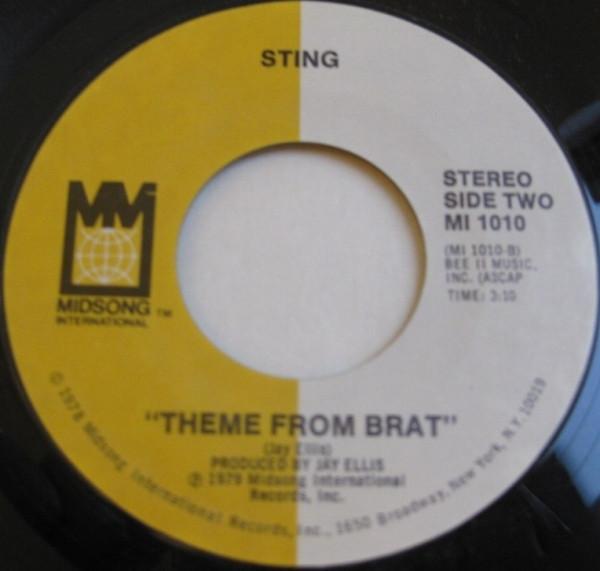 STING
STEREO
SIDE TWO
MI 1010
(MI 1010-B)
BEE II MUSIC,
INC. (ASCAP
TIME: 3:10
MIDSONG ™
INTERNATIONAL
"THEME FROM BRAT"
(Jay Ellis)
PRODUCED BY JAY ELLIS
℗ 1979 Midsong International
Records, Inc.
© 1978 Midsong International Records, Inc., 1650 Broadway, New York, N.Y. 10019